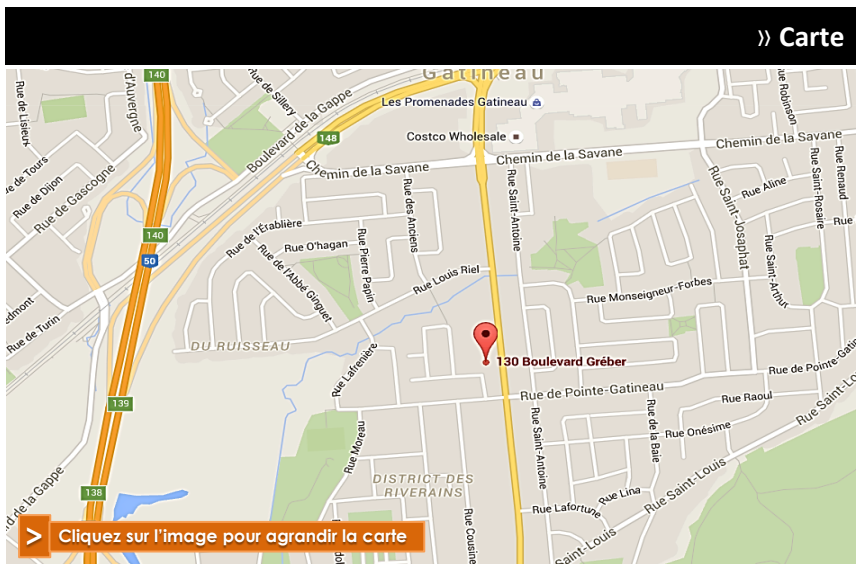 » Carte
140
Rue de Lisieux
d'Auvergne
Rue de Sillery
Boulevard de la Gappe
Gatineau
Les Promenades Gatineau
148
Costco Wholesale
Chemin de la Savane
Chemin de la Savane
Chemin de la Savane
Rue Robinson
Rue Renaud
Rue Saint-Rosaire
Rue Aline
Rue Saint-Josaphat
Rue Saint-Antoine
Rue des Anciens
Rue de Tours
Rue de Dijon
Rue de Gascogne
140
50
Rue de l'Érablière
Rue O'hagan
Rue Pierre Papin
Rue de l'Abbé Ginguet
Rue Louis Riel
Rue Monseigneur-Forbes
Rue Saint-Arthur
Rue
edmont
Rue de Turin
DU RUISSEAU
130 Boulevard Gréber
Rue Lafrenière
Rue de Pointe-Gatineau
Rue de Pointe-Gatin
139
Rue Raoul
Rue Saint-Lo
Rue Saint-Antoine
Rue de la Baie
Rue Onésime
Rue Moreau
DISTRICT DES
RIVERAINS
138
d de la Gappe
Rue Lina
Rue Saint-Louis
Rue Lafortune
Rue Cousine
Saint-Louis
> Cliquez sur l'image pour agrandir la carte